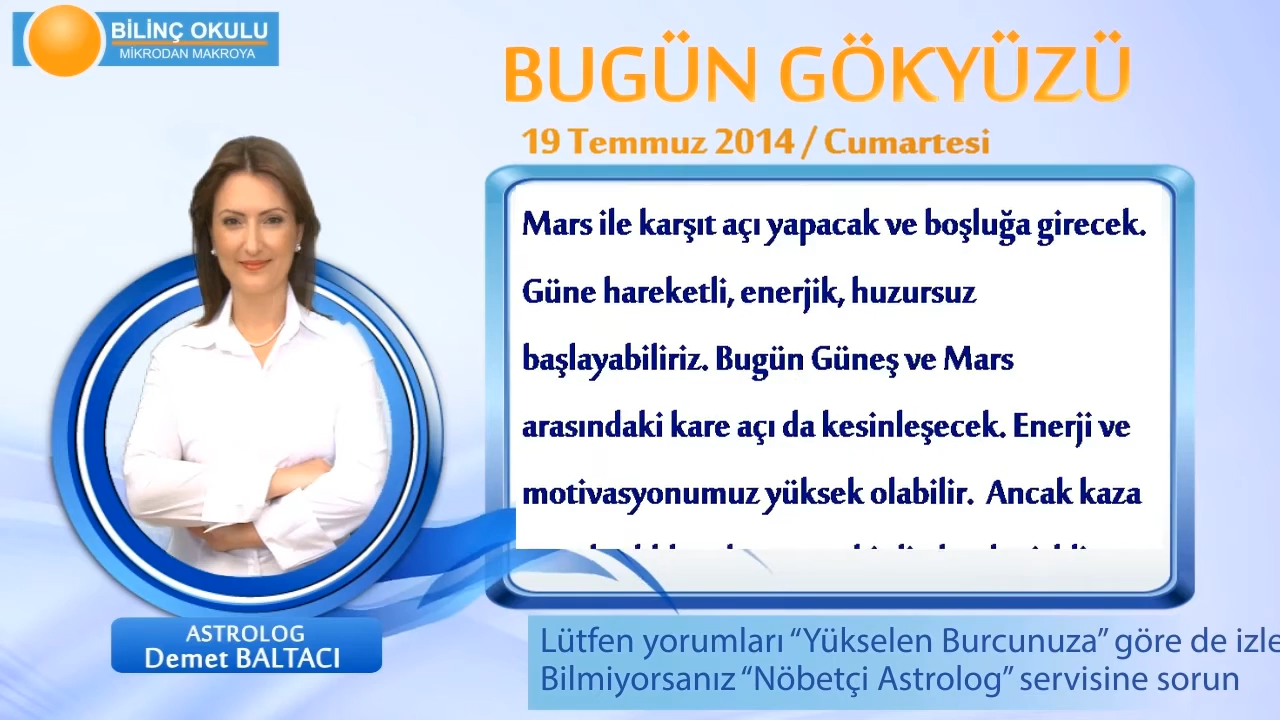 BİLİNÇ OKULU
MİKRODAN MAKROYA
BUGÜN GÖKYÜZÜ
19 Temmuz 2014 / Cumartesi
Mars ile karşıt açı yapacak ve boşluğa girecek.
Güne hareketli, enerjik, huzursuz
başlayabiliriz. Bugün Güneş ve Mars
arasındaki kare açı da kesinleşecek. Enerji ve
motivasyonumuz yüksek olabilir. Ancak kaza
ASTROLOG
Demet BALTACI
Lütfen yorumları “Yükselen Burcunuza” göre de izle
Bilmiyorsanız “Nöbetçi Astrolog” servisine sorun